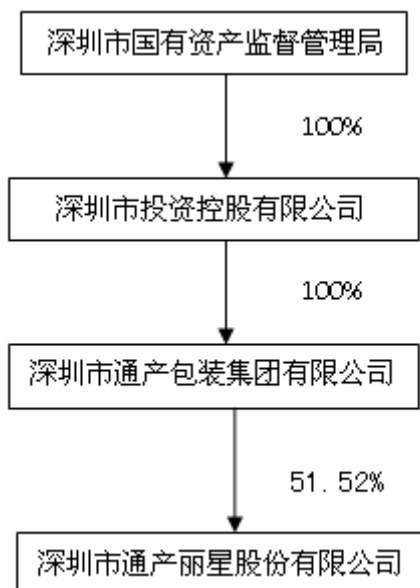 深圳市国有资产监督管理局
100%
深圳市投资控股有限公司
100%
深圳市通产包装集团有限公司
51.52%
深圳市通产丽星股份有限公司